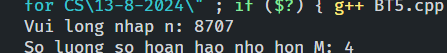 for CS\13-8-2024\" ; if ($?) { g++ BT5.cpp
Vui long nhap n: 8707
So luong so hoan hao nho hon M: 4